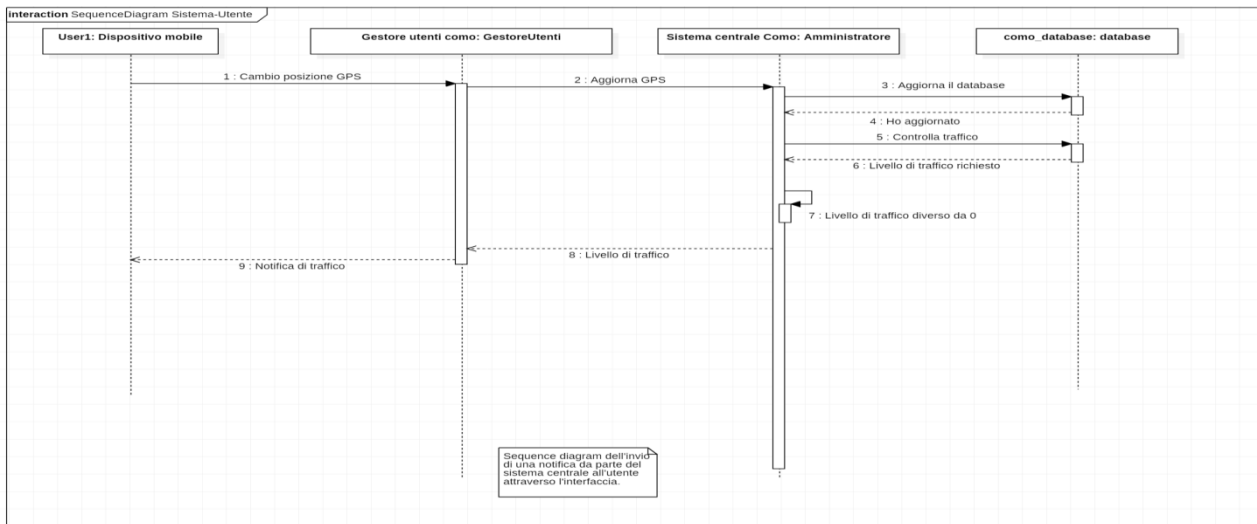 interaction SequenceDiagram Sistema-Utente
User1: Dispositivo mobile
Gestore utenti como: GestoreUtenti
Sistema centrale Como: Amministratore
como_database: database
1 : Cambio posizione GPS
2 : Aggiorna GPS
3 : Aggiorna il database
4 : Ho aggiornato
5 : Controlla traffico
6 : Livello di traffico richiesto
7 : Livello di traffico diverso da 0
8 : Livello di traffico
9 : Notifica di traffico
Sequence diagram dell'invio
di una notifica da parte del
sistema centrale all'utente
attraverso l'interfaccia.